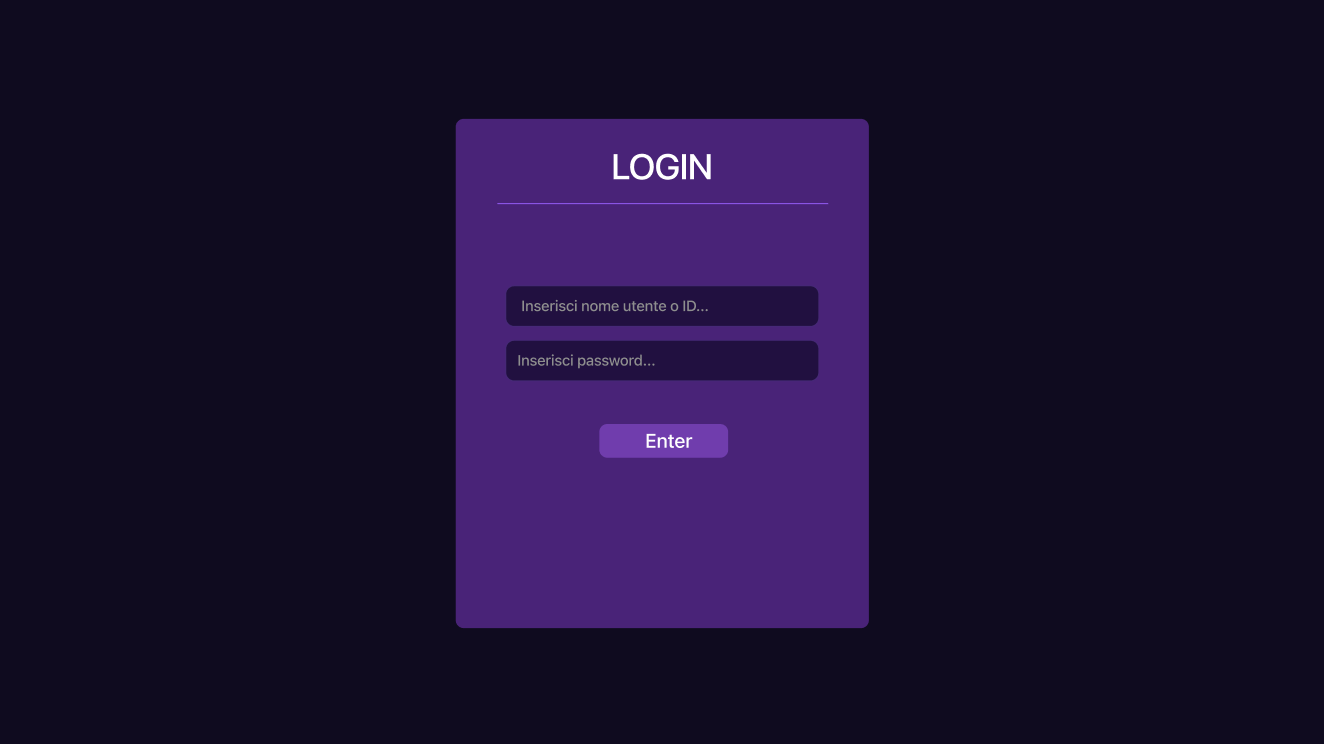 LOGIN
Inserisci nome utente o ID...
Inserisci password...
Enter